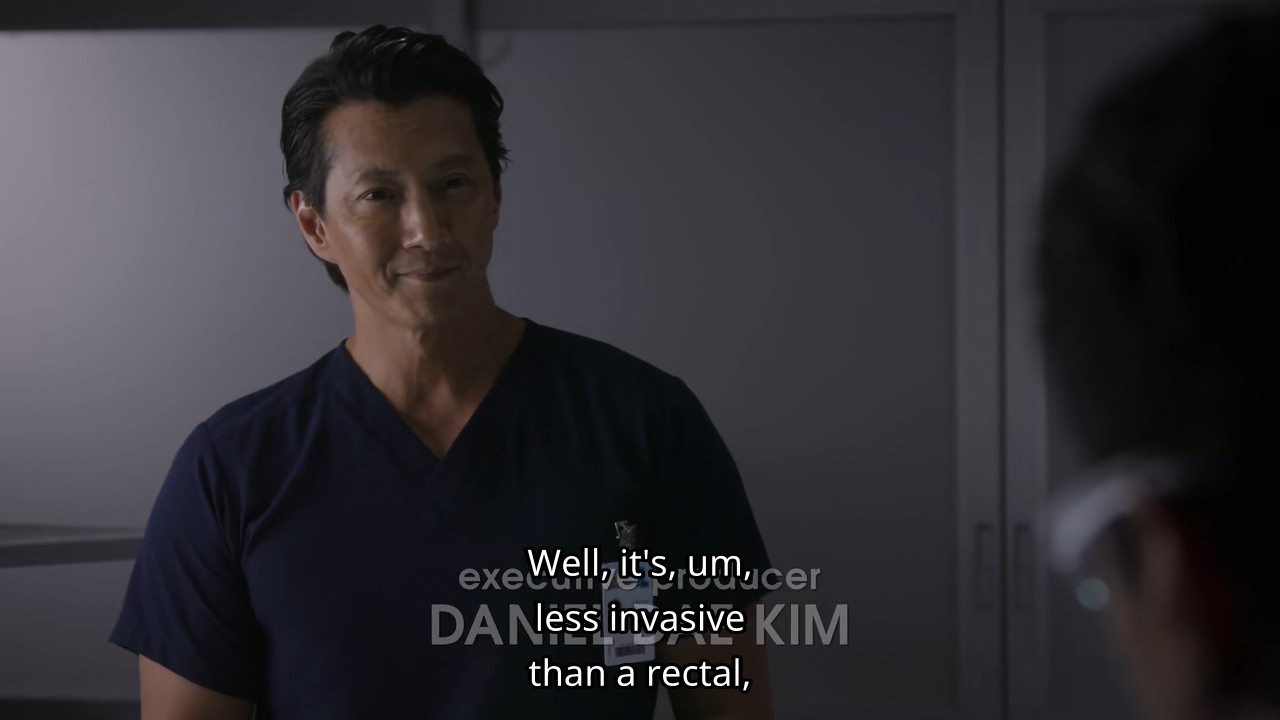 Well, it's, um,
executive producer
less invasive
DANIEL DAE KIM
than a rectal,